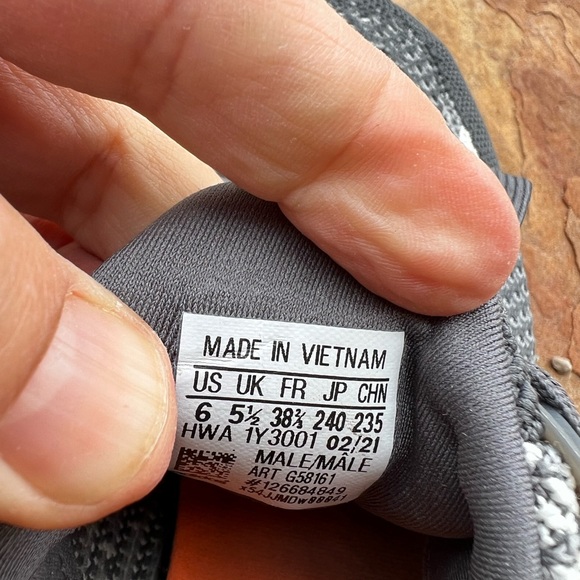 MADE IN VIETNAM
US UK FR JP CHN
6 5½ 38⅔ 240 235
HWA 1Y3001 02/21
MALE/MÂLE
ART G58161
#126684849